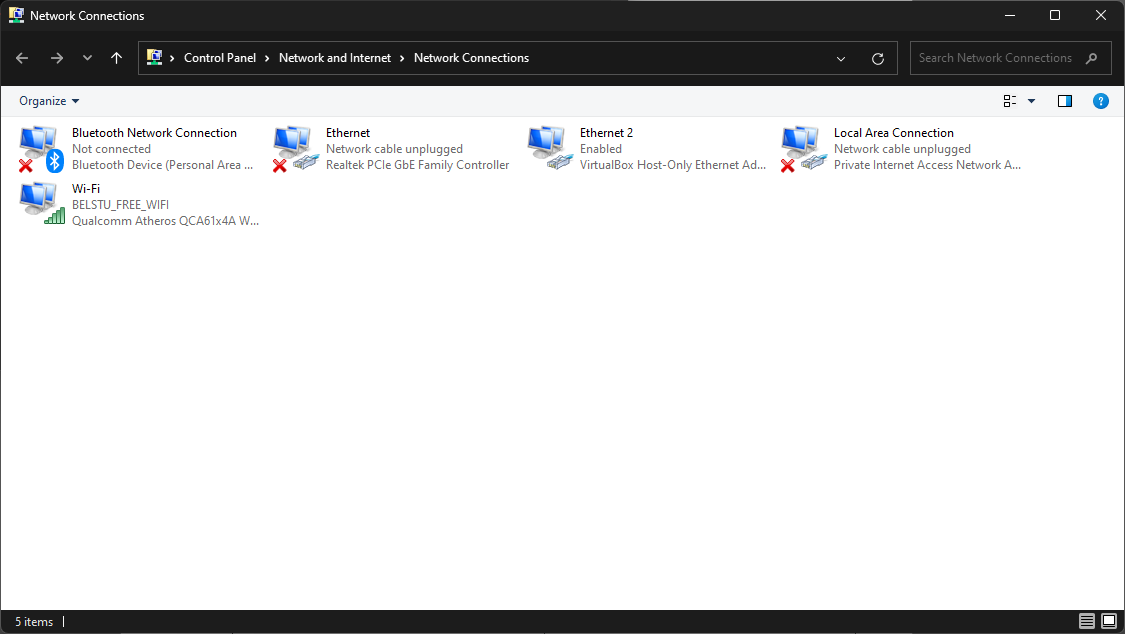 Network Connections
Control Panel > Network and Internet > Network Connections
Search Network Connections
Organize
Bluetooth Network Connection
Not connected
Bluetooth Device (Personal Area ...
Ethernet
Network cable unplugged
Realtek PCIe GbE Family Controller
Ethernet 2
Enabled
VirtualBox Host-Only Ethernet Ad...
Local Area Connection
Network cable unplugged
Private Internet Access Network A...
Wi-Fi
BELSTU_FREE_WIFI
Qualcomm Atheros QCA61x4A W...
5 items